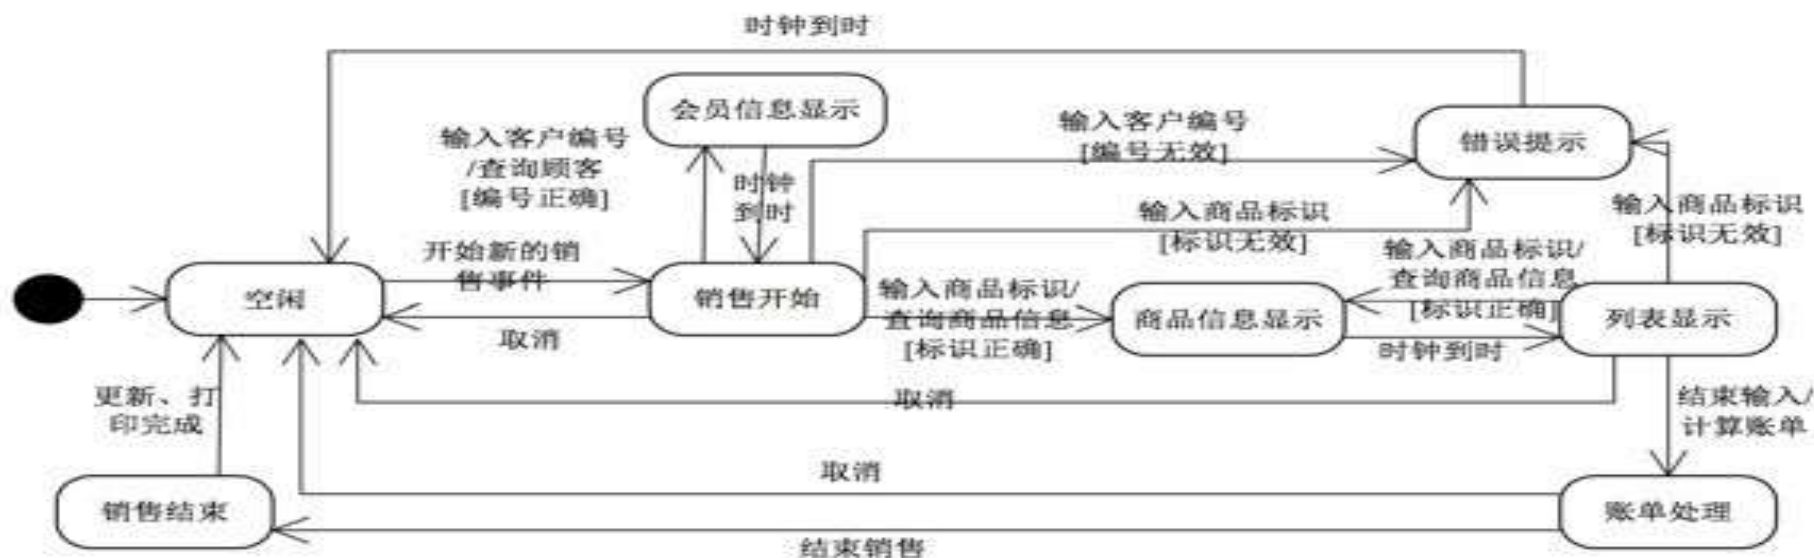 时钟到时
会员信息显示
输入客户编号
/查询顾客
[编号正确]
时钟
到时
输入客户编号
[编号无效]
错误提示
输入商品标识
[标识无效]
输入商品标识
[标识无效]
开始新的销
售事件
输入商品标识/
查询商品信息
[标识正确]
空闲
销售开始
输入商品标识/
查询商品信息
[标识正确]
商品信息显示
列表显示
取消
时钟到时
更新、打
印完成
取消
结束输入/
计算账单
取消
销售结束
账单处理
结束销售